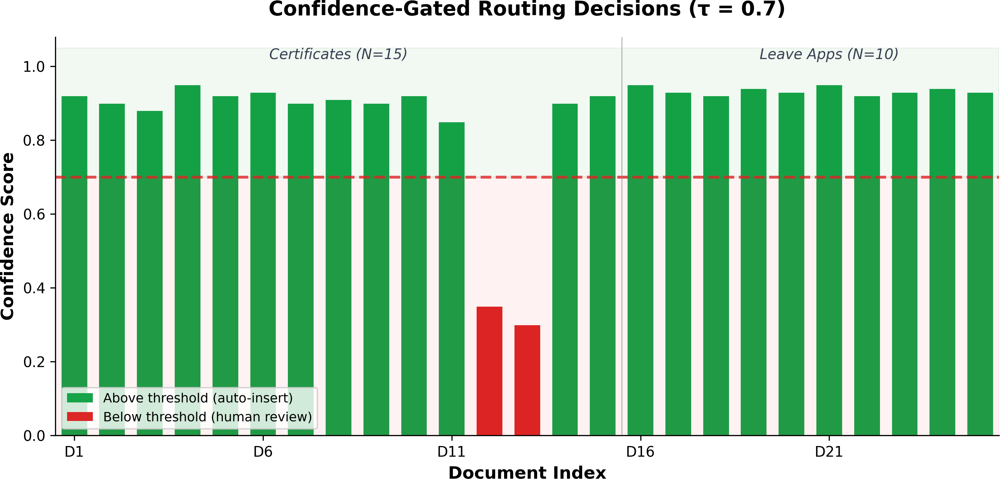 Confidence-Gated Routing Decisions (τ = 0.7)
Certificates (N=15)
Leave Apps (N=10)
Confidence Score
1.0
0.8
0.6
0.4
0.2
0.0
Above threshold (auto-insert)
Below threshold (human review)
D1
D6
D11
D16
D21
Document Index